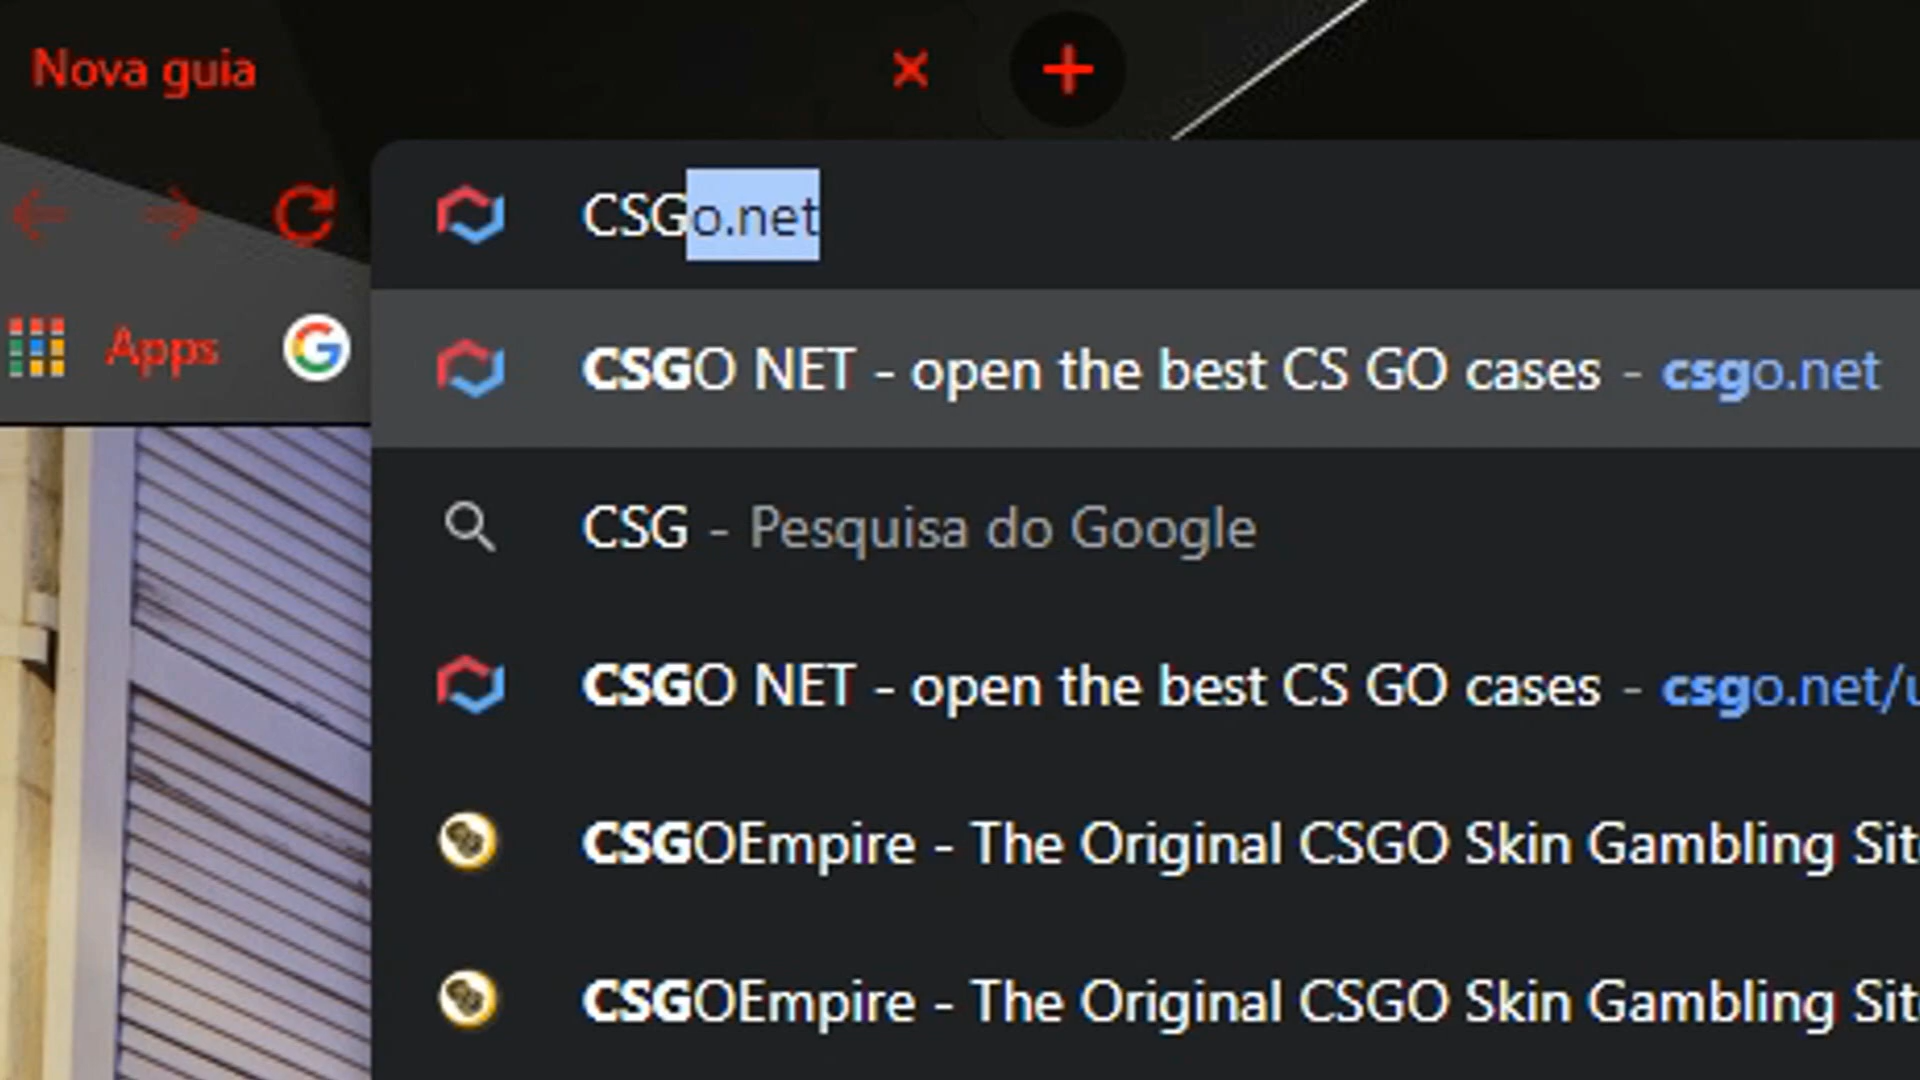 Nova guia
CSGo.net
Apps
CSGO NET - open the best CS GO cases - csgo.net
CSG - Pesquisa do Google
CSGO NET - open the best CS GO cases - csgo.net/u
CSGOEmpire - The Original CSGO Skin Gambling Sit
CSGOEmpire - The Original CSGO Skin Gambling Sit